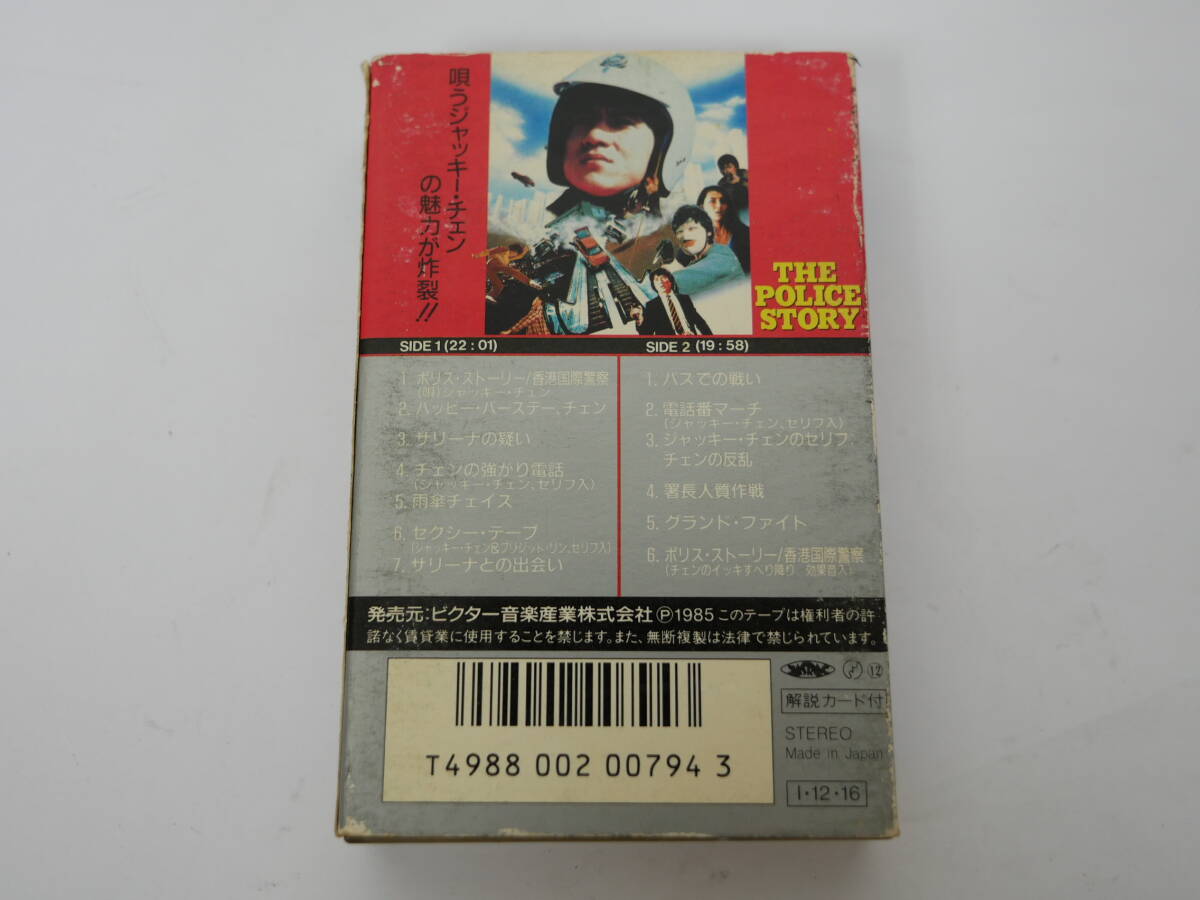 唄うジャッキー・チェン
の魅力が炸裂!!
THE
POLICE
STORY
SIDE 1 (22:01)
1. ポリス・ストーリー/香港国際警察
(唄)ジャッキー・チェン
2. ハッピー・バースデー、チェン
3. サリーナの疑い
4. チェンの強がり電話
(ジャッキー・チェン、セリフ入)
5. 雨傘チェイス
6. セクシー・テープ
(ジャッキー・チェン&ブリジット・リン、セリフ入)
7. サリーナとの出会い
SIDE 2 (19:58)
1. バスでの戦い
2. 電話番マーチ
(ジャッキー・チェン、セリフ入)
3. ジャッキー・チェンのセリフ
チェンの反乱
4. 署長人質作戦
5. グランド・ファイト
6. ポリス・ストーリー/香港国際警察
(チェンのイッキすべり降り 効果音入)
発売元:ビクター音楽産業株式会社 Ⓟ1985 このテープは権利者の許
諾なく賃貸業に使用することを禁じます。また、無断複製は法律で禁じられています。
JASRAC
⑫
解説カード付
STEREO
Made in Japan
I・12・16
T4988 002 00794 3